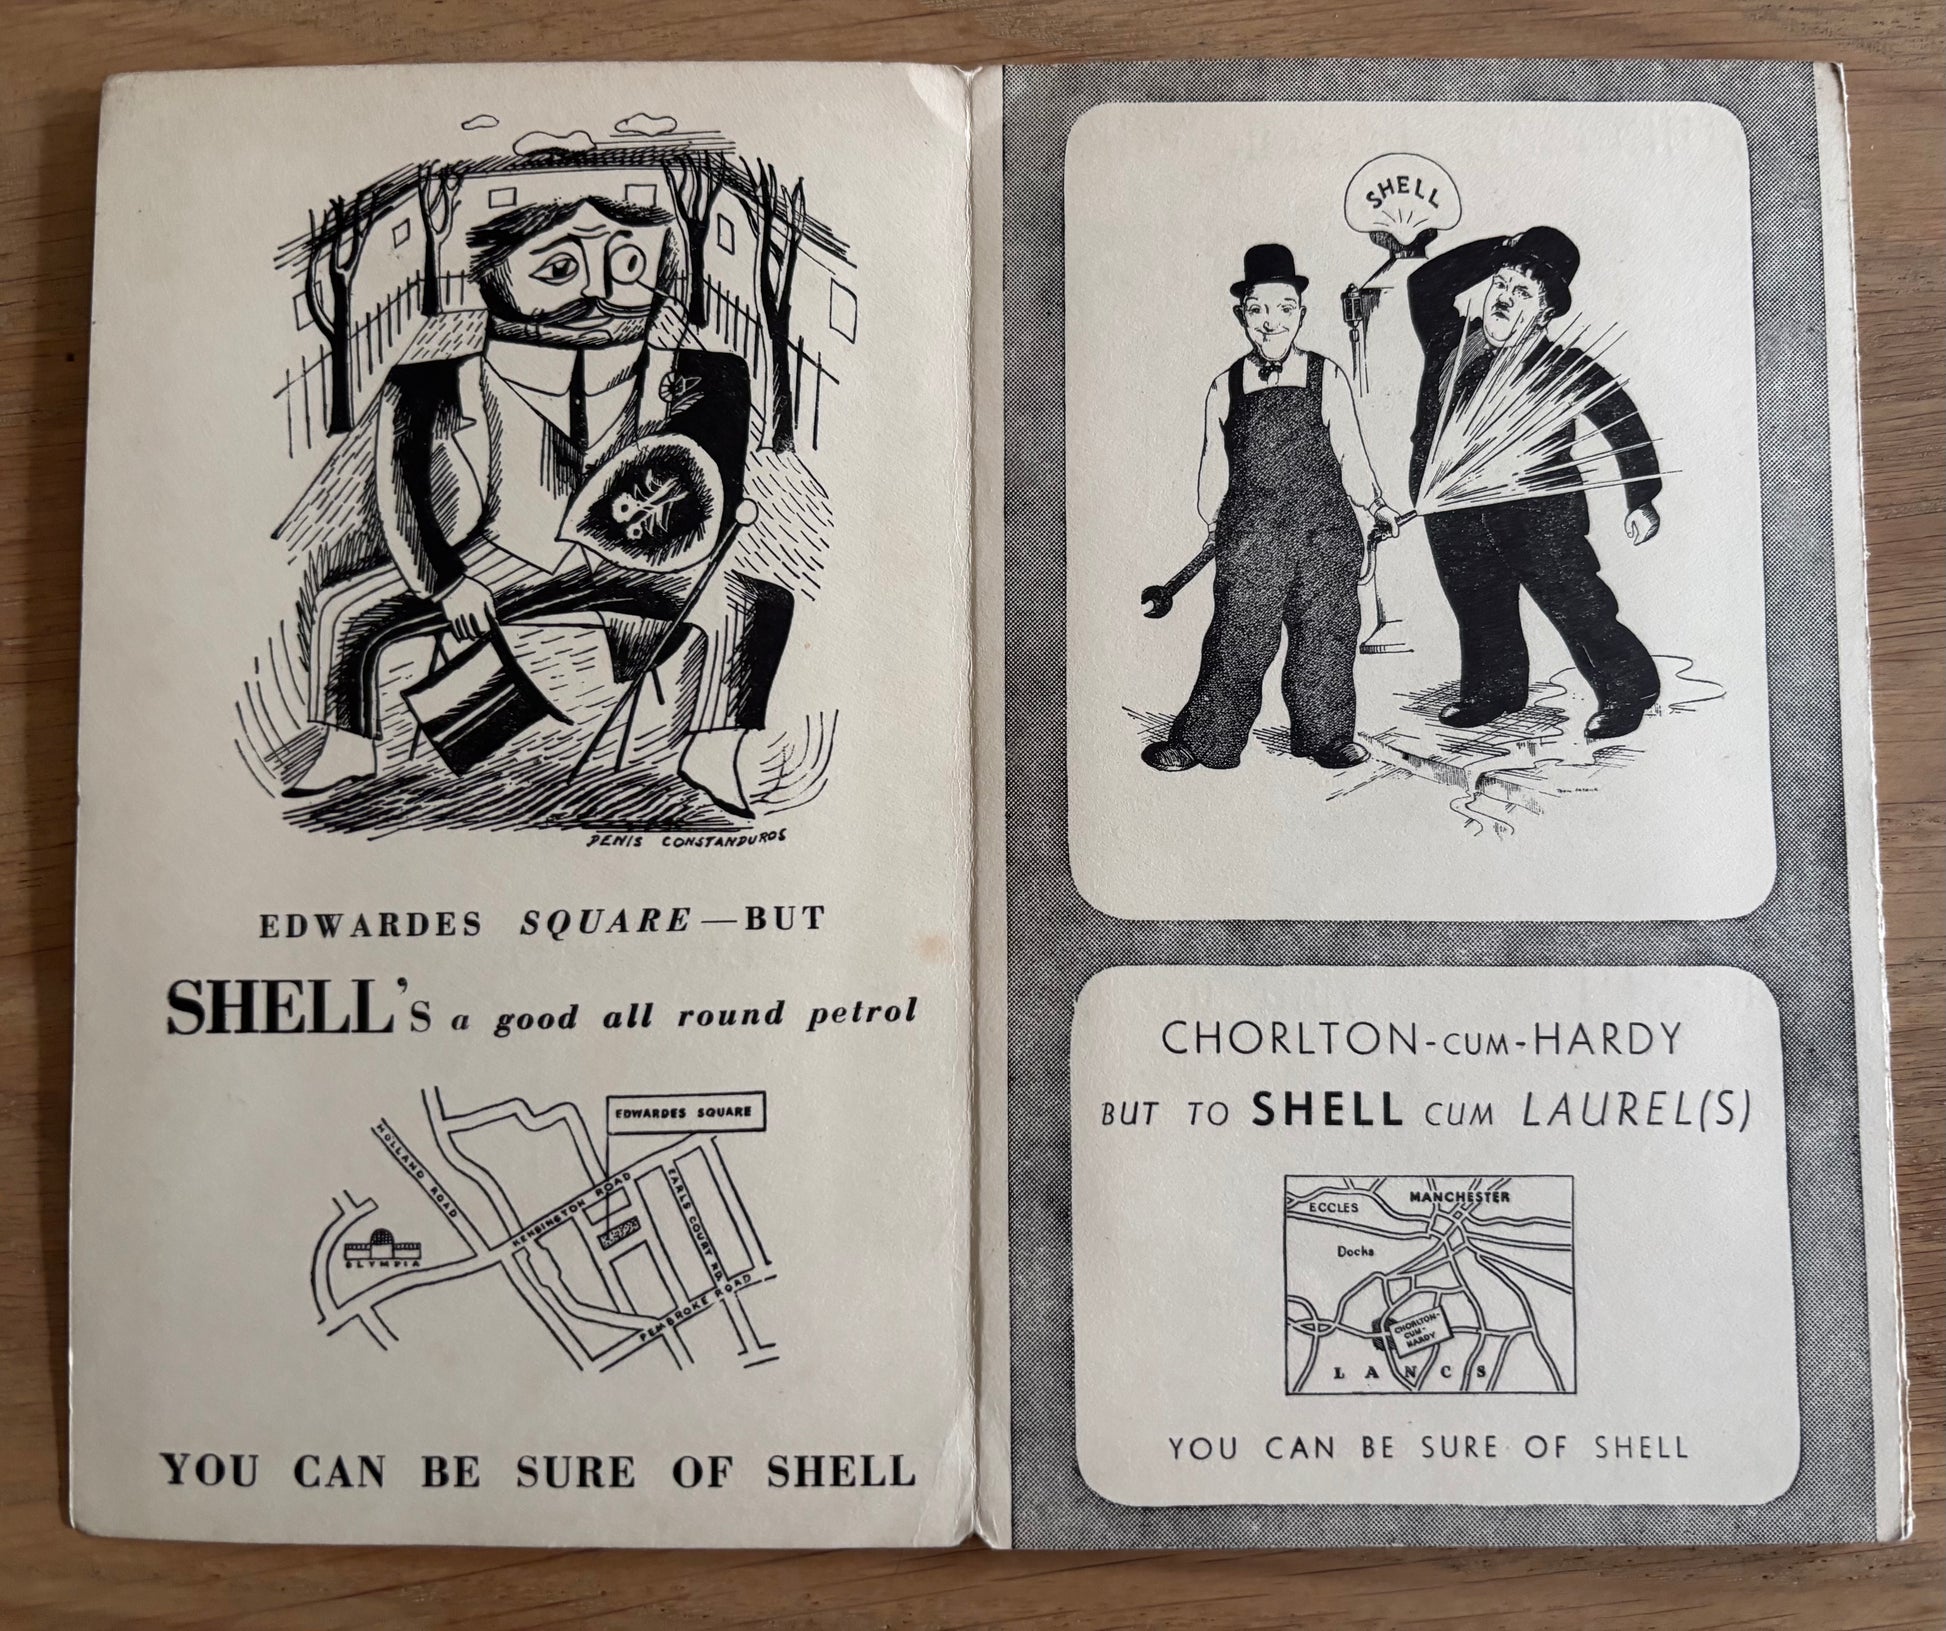 DENIS CONSTANDUROS
EDWARDES SQUARE—BUT
SHELL'S a good all round petrol
EDWARDES SQUARE
HOLLAND ROAD
KENSINGTON ROAD
EARLS COURT RD
OLYMPIA
PEMBROKE ROAD
YOU CAN BE SURE OF SHELL
SHELL
CHORLTON-CUM-HARDY
BUT TO SHELL CUM LAUREL(S)
MANCHESTER
ECCLES
Docks
CHORLTON-
CUM-
HARDY
LANCS
YOU CAN BE SURE OF SHELL